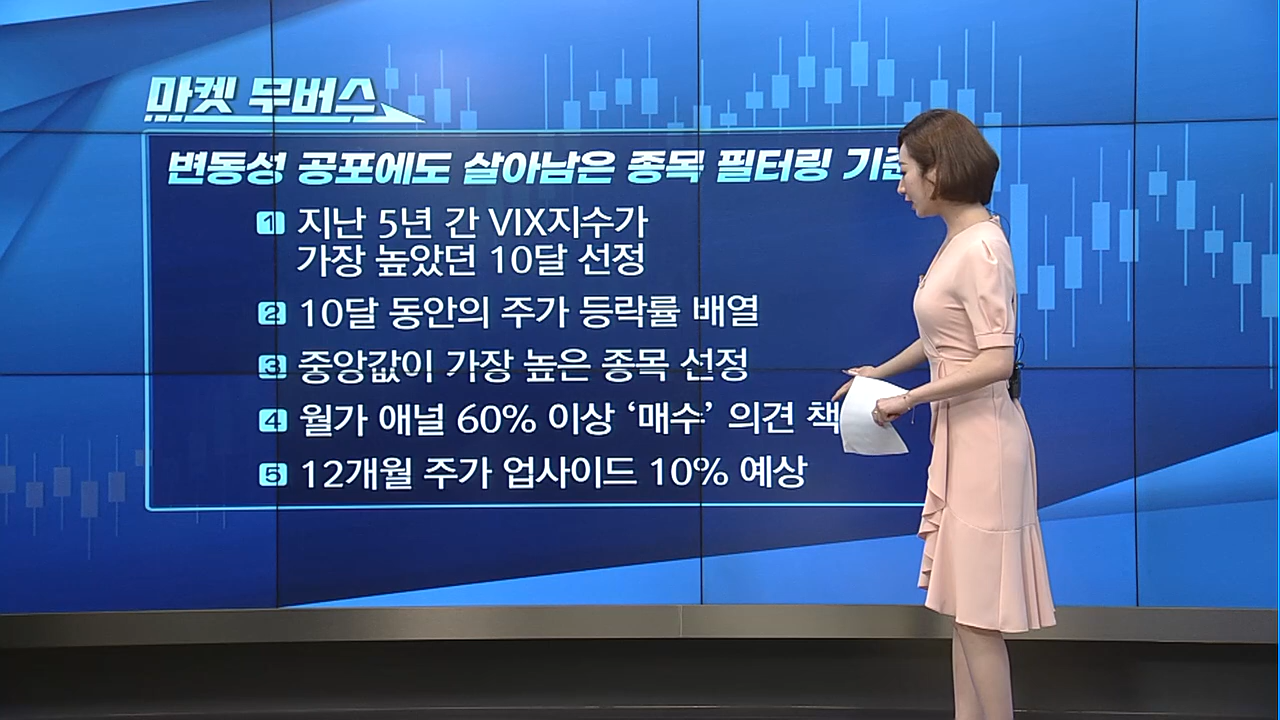 마켓 무버스
변동성 공포에도 살아남은 종목 필터링
1 지난 5년 간 VIX지수가
가장 높았던 10달 선정
2 10달 동안의 주가 등락률 배열
3 중앙값이 가장 높은 종목 선정
4 월가 애널 60% 이상 ‘매수’ 의견
5 12개월 주가 업사이드 10% 예상